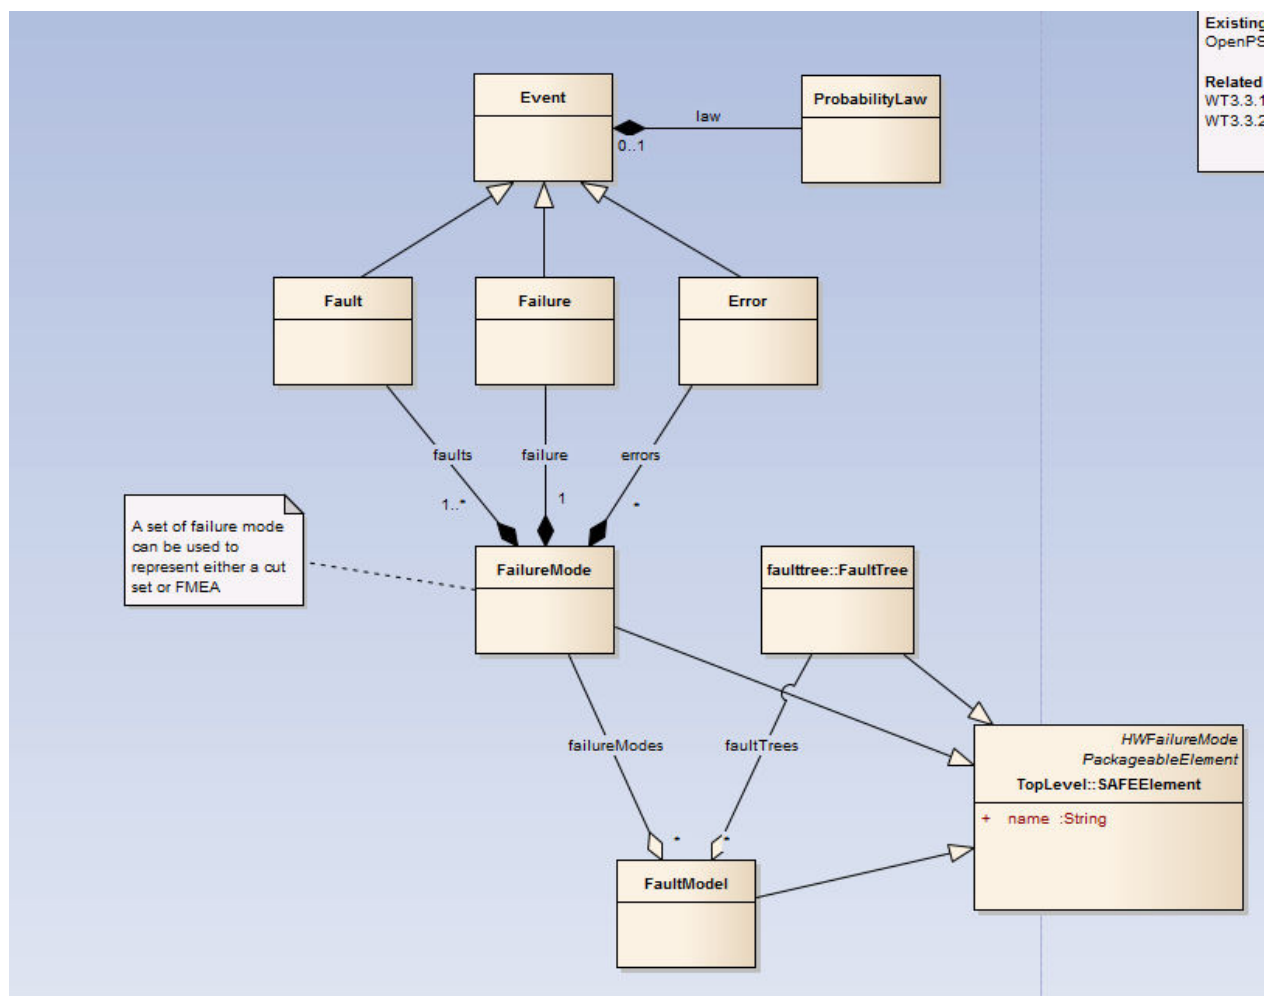 Existing
OpenPS
Related
WT3.3.1
WT3.3.2
Event
ProbabilityLaw
law
0..1
Fault
Failure
Error
faults
failure
errors
1..*
1
*
A set of failure mode
can be used to
represent either a cut
set or FMEA
FailureMode
faulttree::FaultTree
failureModes
faultTrees
HWFailureMode
PackageableElement
TopLevel::SAFEElement
+ name :String
*
*
FaultModel